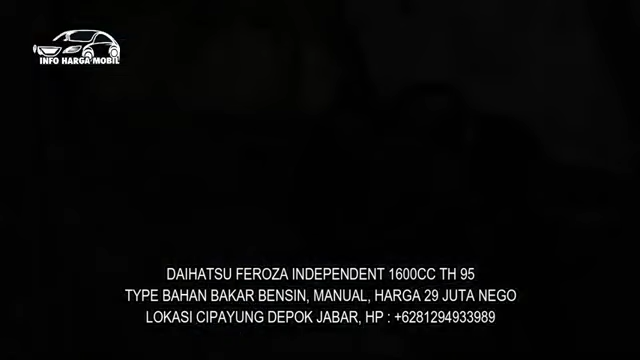 INFO HARGA MOBIL
DAIHATSU FEROZA INDEPENDENT 1600CC TH 95
TYPE BAHAN BAKAR BENSIN, MANUAL, HARGA 29 JUTA NEGO
LOKASI CIPAYUNG DEPOK JABAR, HP : +6281294933989